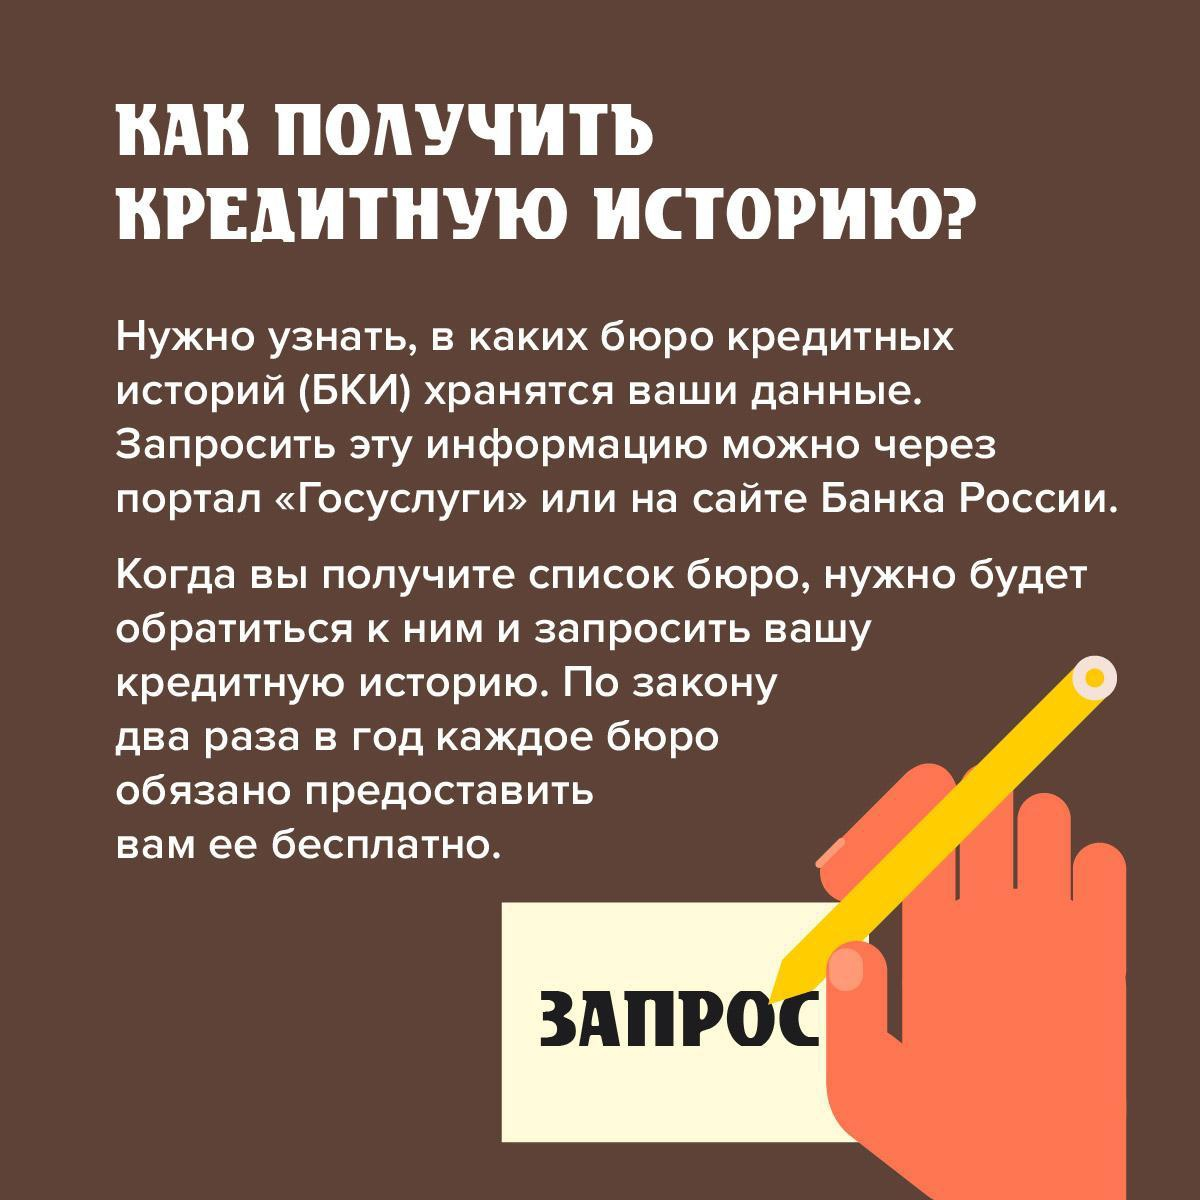 КАК ПОЛУЧИТЬ
КРЕДИТНУЮ ИСТОРИЮ?
Нужно узнать, в каких бюро кредитных
историй (БКИ) хранятся ваши данные.
Запросить эту информацию можно через
портал «Госуслуги» или на сайте Банка России.
Когда вы получите список бюро, нужно будет
обратиться к ним и запросить вашу
кредитную историю. По закону
два раза в год каждое бюро
обязано предоставить
вам ее бесплатно.
ЗАПРОС